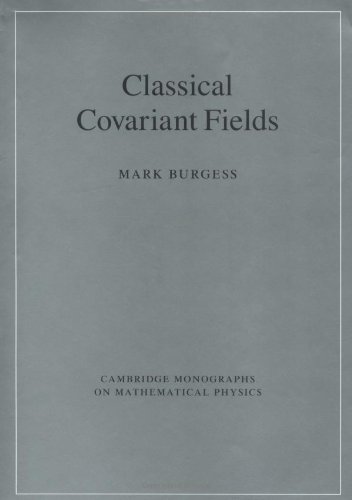 Classical
Covariant Fields
MARK BURGESS
CAMBRIDGE MONOGRAPHS
ON MATHEMATICAL PHYSICS